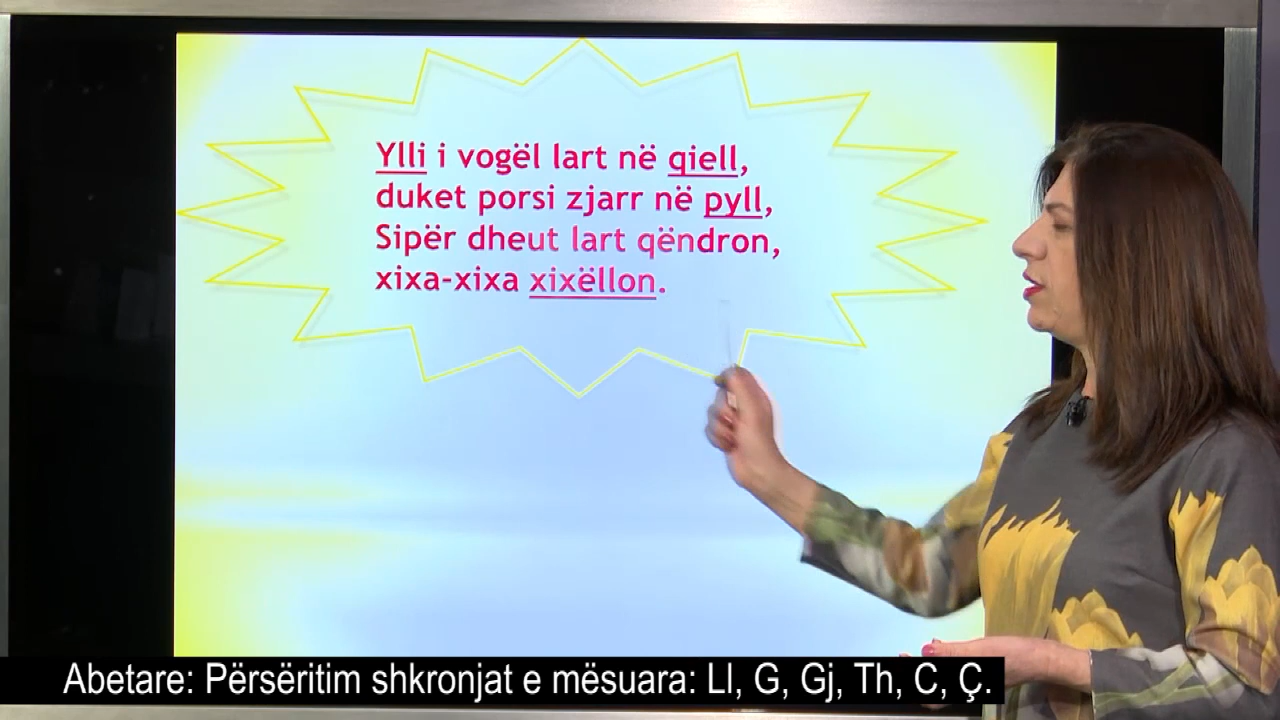 Ylli i vogël lart në qiell,
duket porsi zjarr në pyll,
Sipër dheut lart qëndron,
xixa-xixa xixëllon.
Abetare: Përsëritim shkronjat e mësuara: Ll, G, Gj, Th, C, Ç.